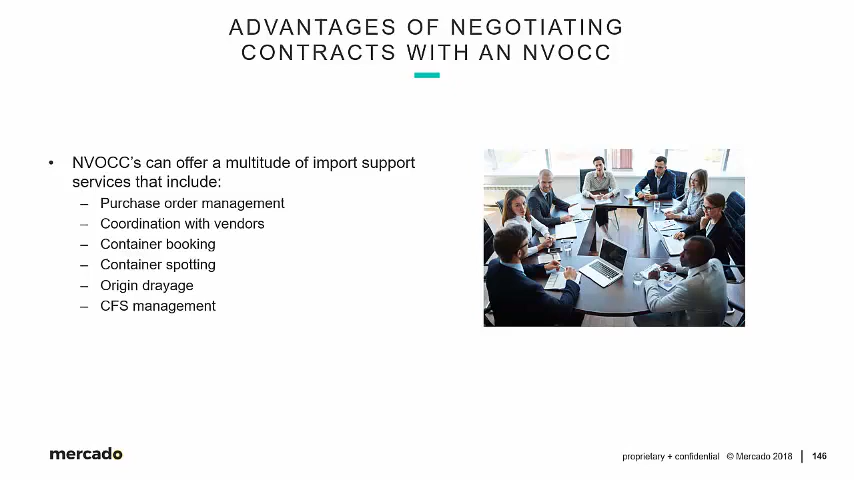 ADVANTAGES OF NEGOTIATING
CONTRACTS WITH AN NVOCC
• NVOCC's can offer a multitude of import support
services that include:
– Purchase order management
– Coordination with vendors
– Container booking
– Container spotting
– Origin drayage
– CFS management
mercado
proprietary + confidential © Mercado 2018 | 146